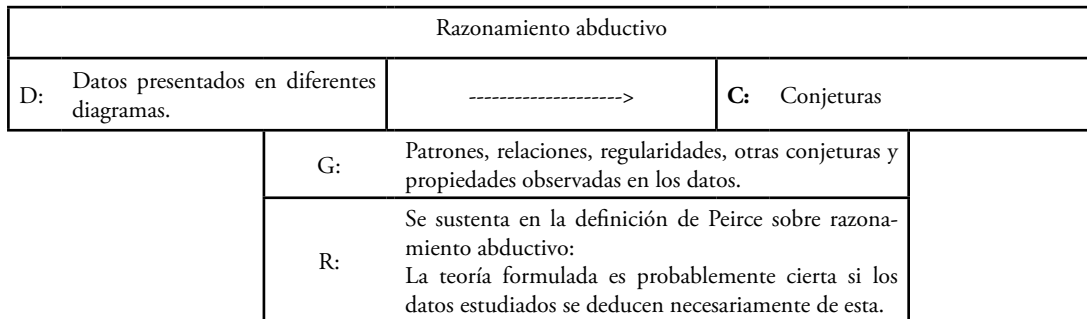 Razonamiento abductivo
D: Datos presentados en diferentes
diagramas.
--------------------> C: Conjeturas
G: Patrones, relaciones, regularidades, otras conjeturas y
propiedades observadas en los datos.
R: Se sustenta en la definición de Peirce sobre razona-
miento abductivo:
La teoría formulada es probablemente cierta si los
datos estudiados se deducen necesariamente de esta.